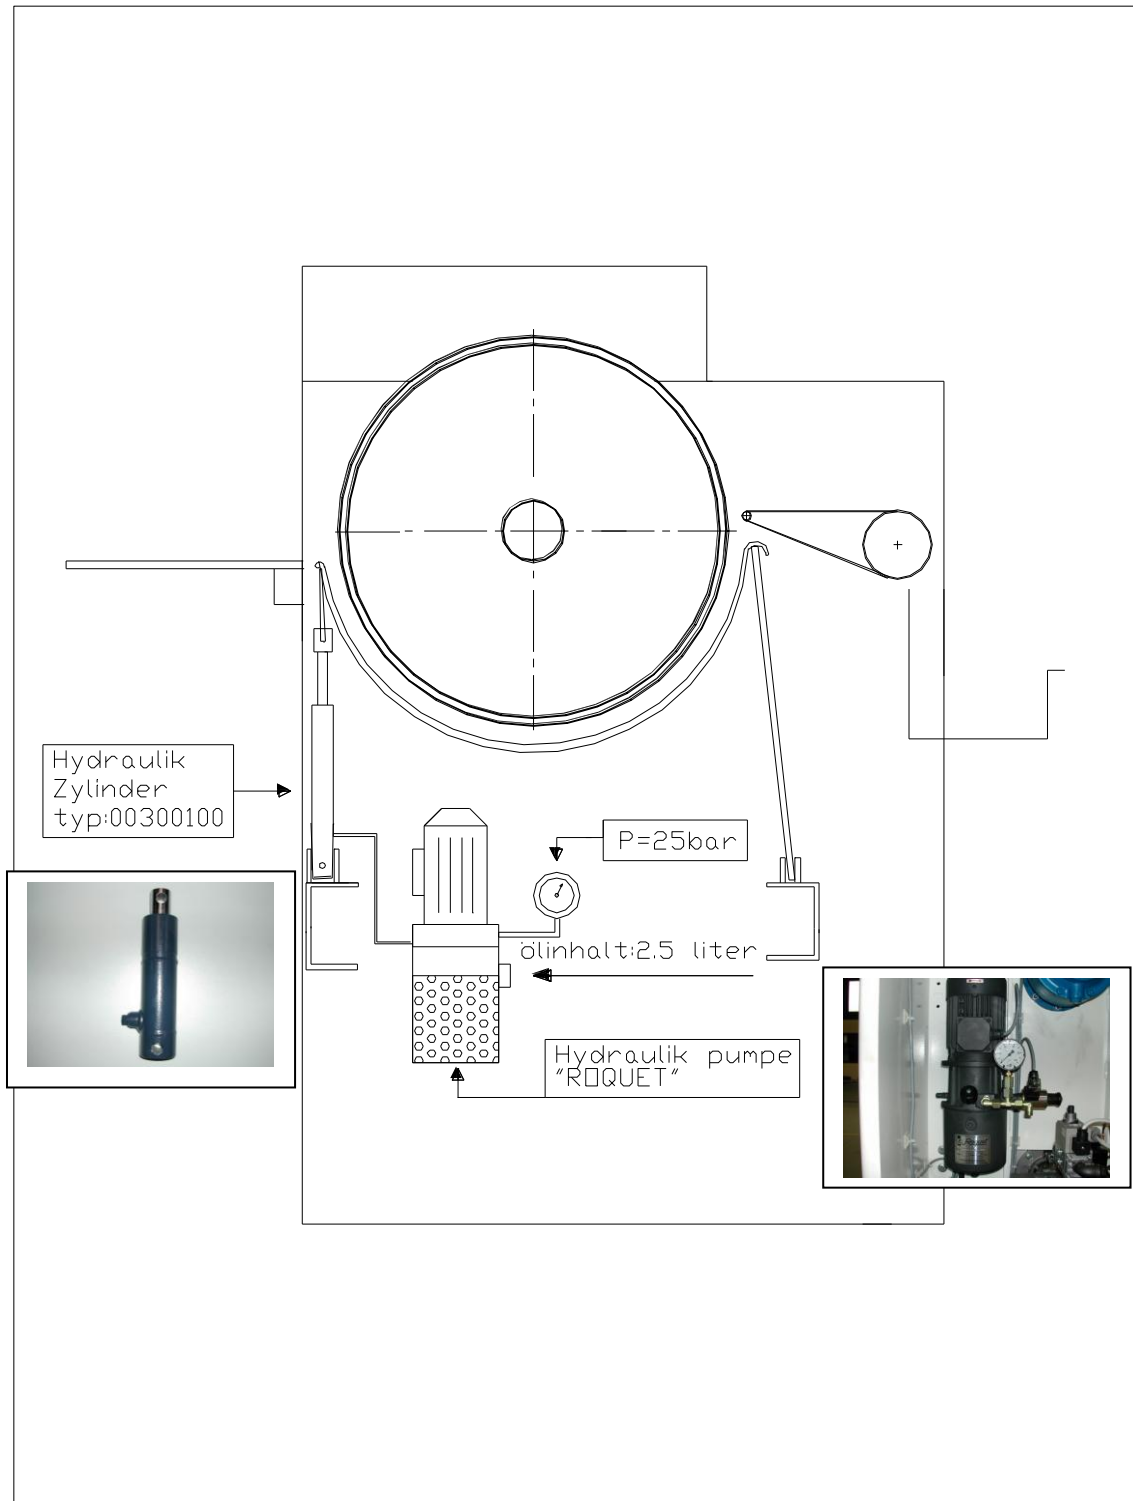 Hydraulik
Zylinder
typ:00300100
P=25bar
ölinhalt:2.5 liter
Hydraulik pumpe
"ROQUET"